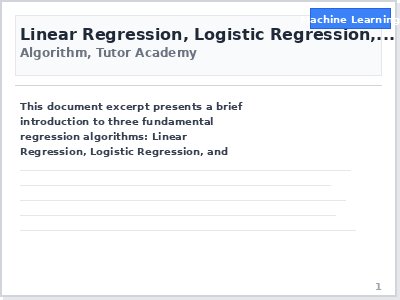 Machine Learning
Linear Regression, Logistic Regression,...
Algorithm, Tutor Academy
This document excerpt presents a brief
introduction to three fundamental
regression algorithms: Linear
Regression, Logistic Regression, and
1